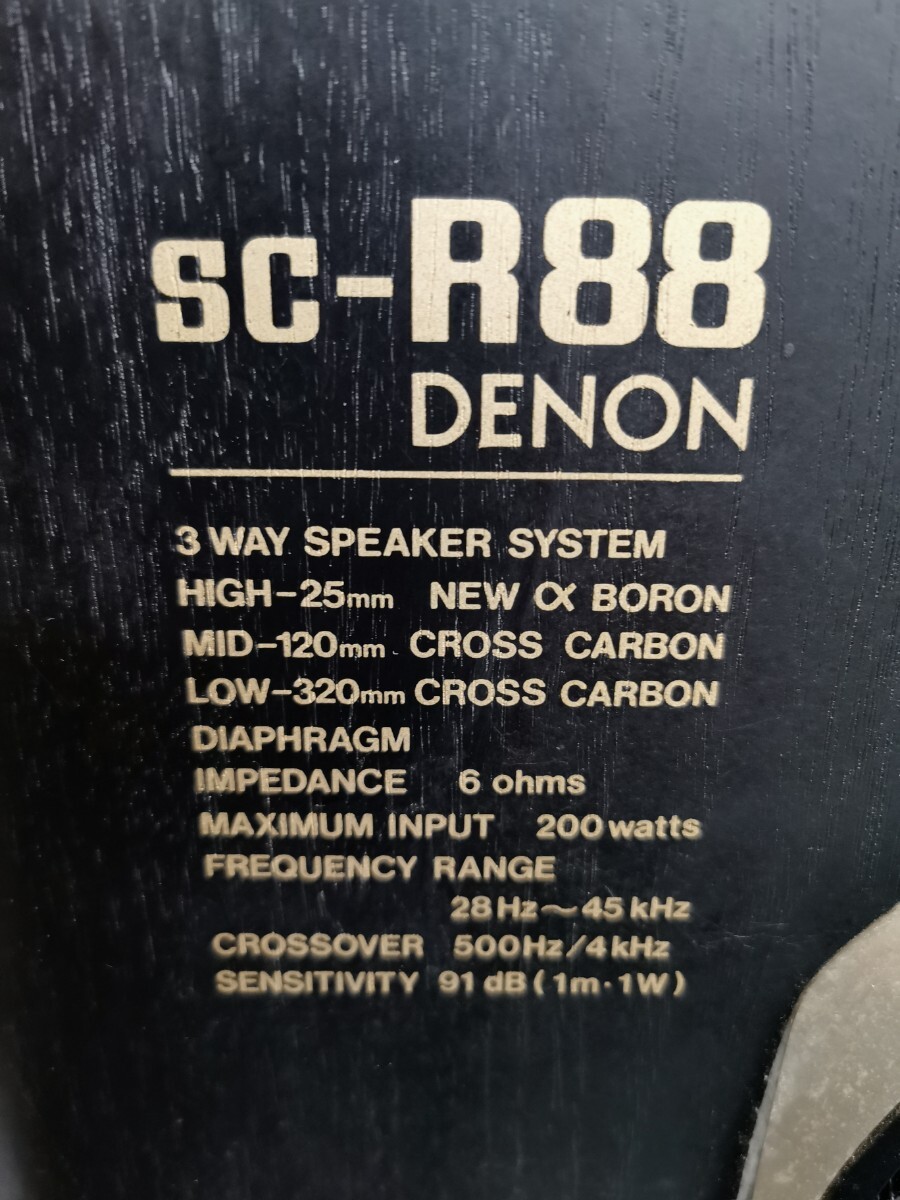 SC-R88
DENON
3 WAY SPEAKER SYSTEM
HIGH-25mm NEW α BORON
MID-120mm CROSS CARBON
LOW-320mm CROSS CARBON
DIAPHRAGM
IMPEDANCE 6 ohms
MAXIMUM INPUT 200 watts
FREQUENCY RANGE
28 Hz～45 kHz
CROSSOVER 500Hz/4 kHz
SENSITIVITY 91 dB (1m·1W)